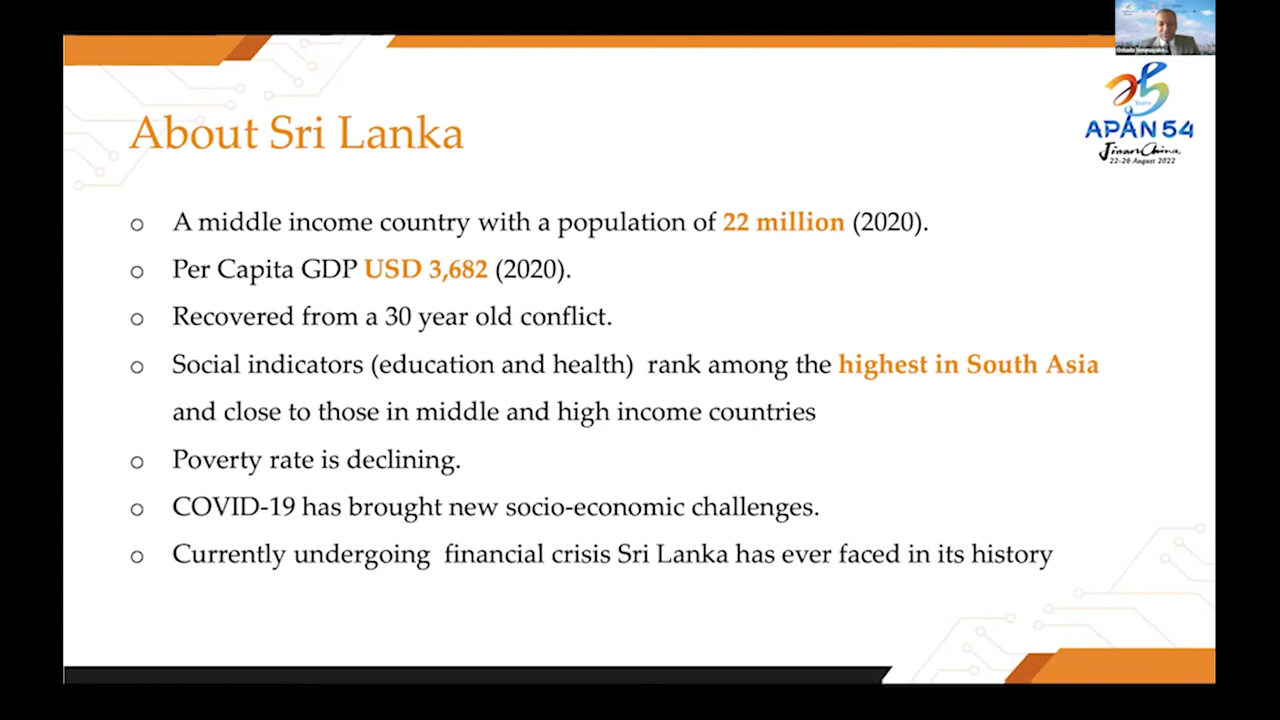 About Sri Lanka
25
Years
APAN 54
Jinan China
22-26 August 2022
o A middle income country with a population of 22 million (2020).
o Per Capita GDP USD 3,682 (2020).
o Recovered from a 30 year old conflict.
o Social indicators (education and health) rank among the highest in South Asia
and close to those in middle and high income countries
o Poverty rate is declining.
o COVID-19 has brought new socio-economic challenges.
o Currently undergoing financial crisis Sri Lanka has ever faced in its history